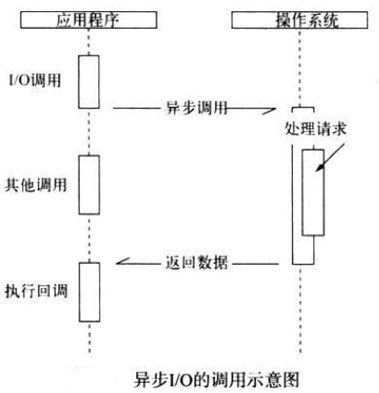 应用程序
操作系统
I/O调用
异步调用
处理请求
其他调用
返回数据
执行回调
异步I/O的调用示意图